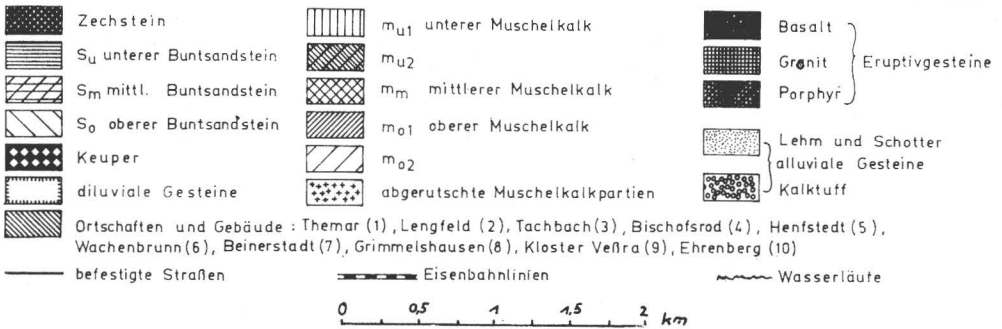 Zechstein
Su unterer Buntsandstein
Sm mittl. Buntsandstein
So oberer Buntsandstein
Keuper
diluviale Gesteine
mu1 unterer Muschelkalk
mu2
mm mittlerer Muschelkalk
mo1 oberer Muschelkalk
mo2
abgerutschte Muschelkalkpartien
Basalt
Granit
Porphyr
Eruptivgesteine
Lehm und Schotter
alluviale Gesteine
Kalktuff
Ortschaften und Gebäude : Themar (1), Lengfeld (2), Tachbach (3), Bischofsrod (4), Henfstedt (5),
Wachenbrunn (6), Beinerstadt (7), Grimmelshausen (8), Kloster Veßra (9), Ehrenberg (10)
befestigte Straßen
Eisenbahnlinien
Wasserläufe
0 0,5 1 1,5 2 km